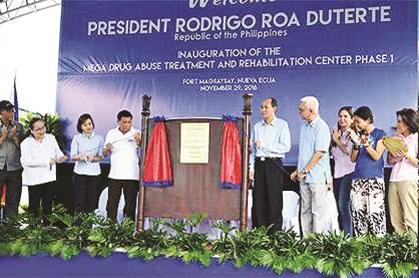 Welcome
PRESIDENT RODRIGO ROA DUTERTE
Republic of the Philippines
INAUGURATION OF THE
MEGA DRUG ABUSE TREATMENT AND REHABILITATION CENTER PHASE 1
FORT MAGSAYSAY, NUEVA ECIJA
NOVEMBER 29, 2016